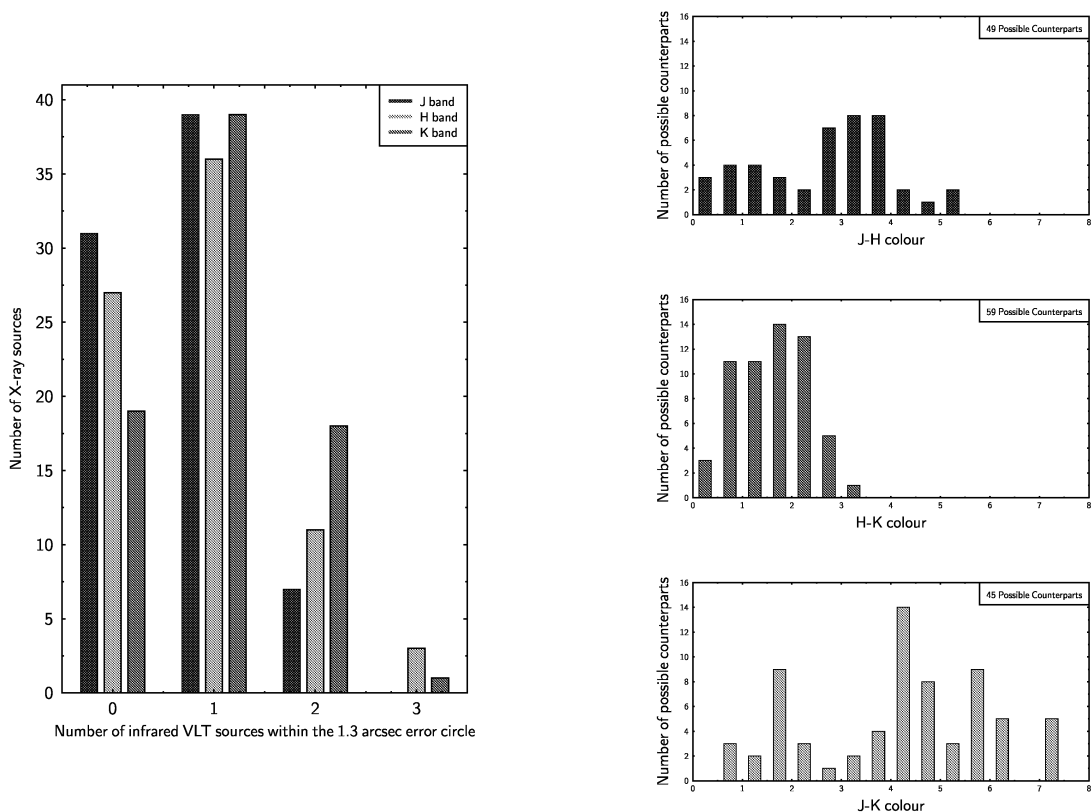 40
35
30
25
20
15
10
5
0
Number of X-ray sources
J band
H band
K band
0 1 2 3
Number of infrared VLT sources within the 1.3 arcsec error circle
16
14
12
10
8
6
4
2
0
Number of possible counterparts
49 Possible Counterparts
0 1 2 3 4 5 6 7 8
J-H colour
16
14
12
10
8
6
4
2
0
Number of possible counterparts
59 Possible Counterparts
0 1 2 3 4 5 6 7 8
H-K colour
16
14
12
10
8
6
4
2
0
Number of possible counterparts
45 Possible Counterparts
0 1 2 3 4 5 6 7 8
J-K colour